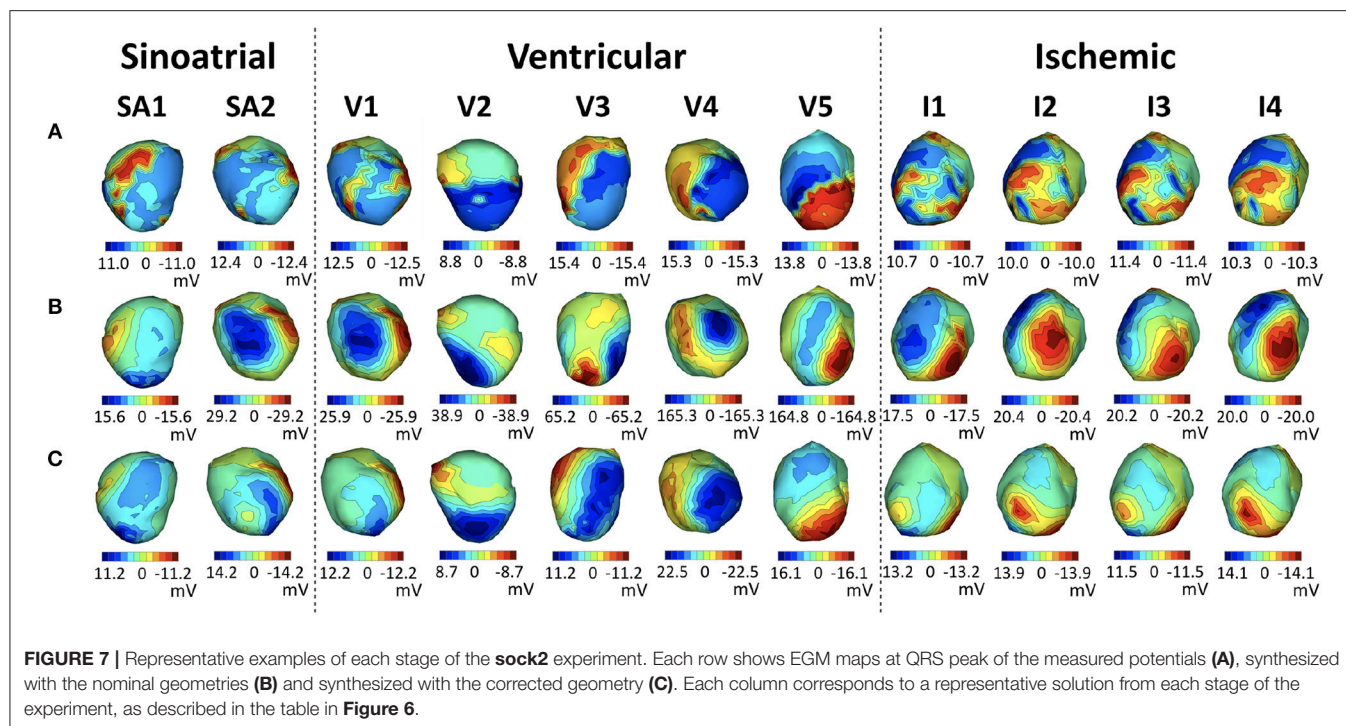 Sinoatrial Ventricular Ischemic
SA1 SA2 V1 V2 V3 V4 V5 I1 I2 I3 I4
A
11.0 0 -11.0 12.4 0 -12.4 12.5 0 -12.5 8.8 0 -8.8 15.4 0 -15.4 15.3 0 -15.3 13.8 0 -13.8 10.7 0 -10.7 10.0 0 -10.0 11.4 0 -11.4 10.3 0 -10.3
mV mV mV mV mV mV mV mV mV mV mV
B
15.6 0 -15.6 29.2 0 -29.2 25.9 0 -25.9 38.9 0 -38.9 65.2 0 -65.2 165.3 0 -165.3 164.8 0 -164.8 17.5 0 -17.5 20.4 0 -20.4 20.2 0 -20.2 20.0 0 -20.0
mV mV mV mV mV mV mV mV mV mV mV
C
11.2 0 -11.2 14.2 0 -14.2 12.2 0 -12.2 8.7 0 -8.7 11.2 0 -11.2 22.5 0 -22.5 16.1 0 -16.1 13.2 0 -13.2 13.9 0 -13.9 11.5 0 -11.5 14.1 0 -14.1
mV mV mV mV mV mV mV mV mV mV mV
FIGURE 7 | Representative examples of each stage of the sock2 experiment. Each row shows EGM maps at QRS peak of the measured potentials (A), synthesized
with the nominal geometries (B) and synthesized with the corrected geometry (C). Each column corresponds to a representative solution from each stage of the
experiment, as described in the table in Figure 6.